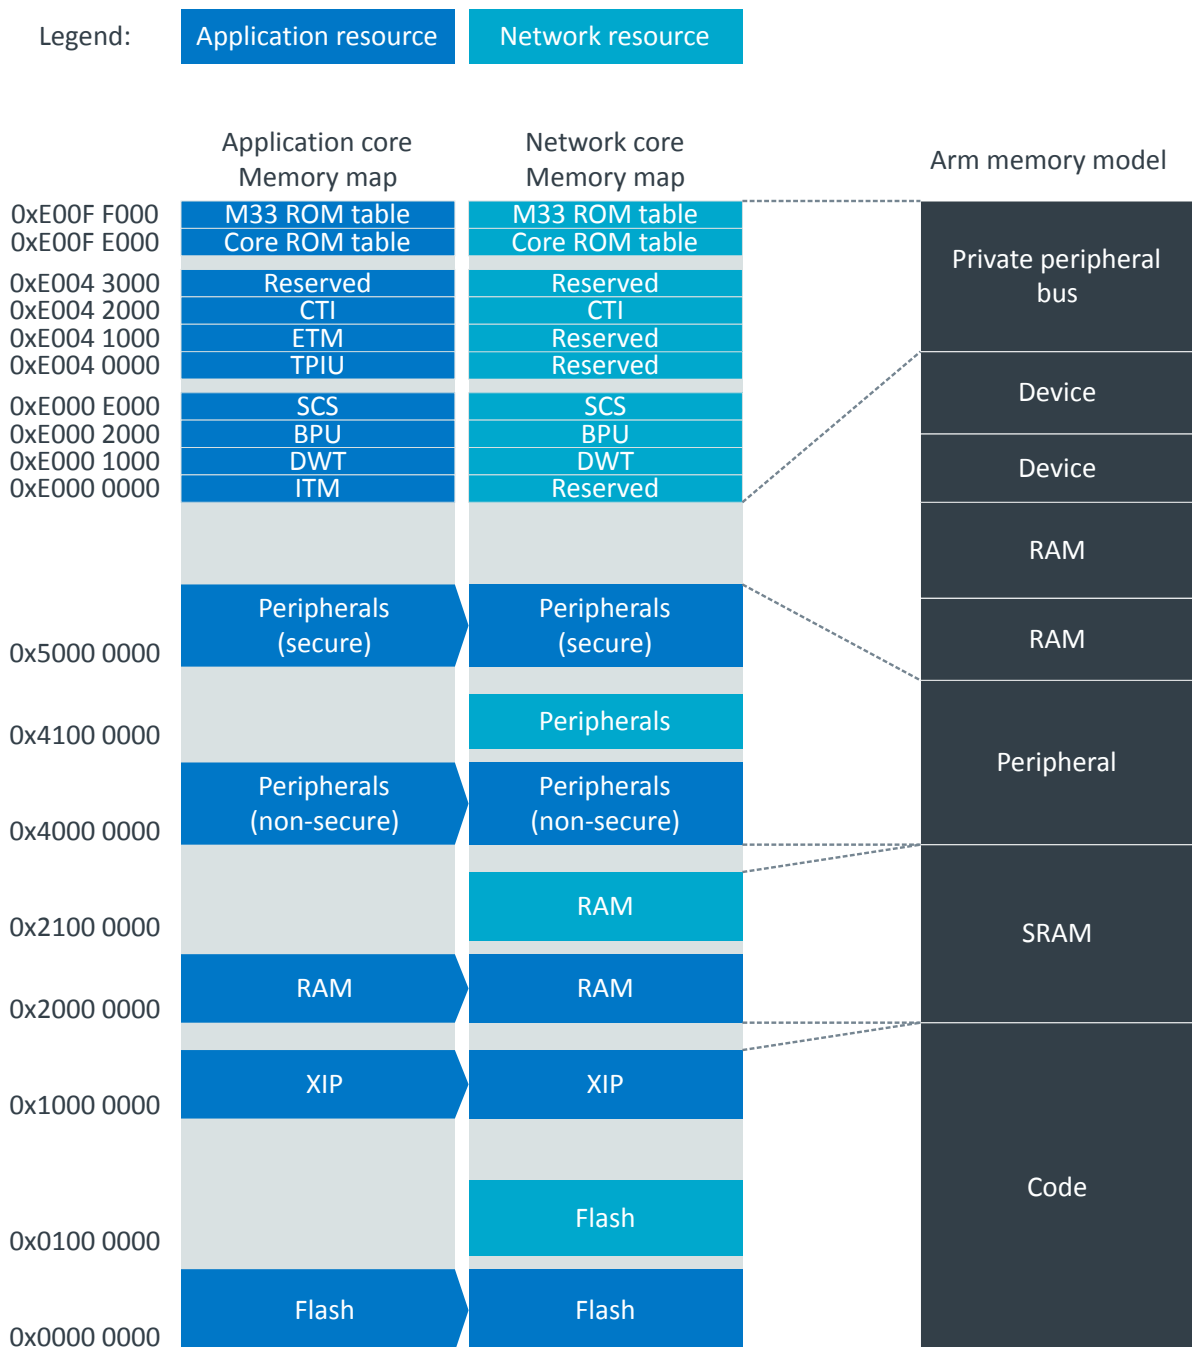 Legend:
Application resource
Network resource
Application core
Memory map
Network core
Memory map
Arm memory model
0xE00F F000
M33 ROM table
M33 ROM table
0xE00F E000
Core ROM table
Core ROM table
Private peripheral
bus
0xE004 3000
Reserved
Reserved
0xE004 2000
CTI
CTI
0xE004 1000
ETM
Reserved
0xE004 0000
TPIU
Reserved
Device
0xE000 E000
SCS
SCS
0xE000 2000
BPU
BPU
0xE000 1000
DWT
DWT
Device
0xE000 0000
ITM
Reserved
RAM
Peripherals
(secure)
Peripherals
(secure)
RAM
0x5000 0000
Peripherals
0x4100 0000
Peripheral
Peripherals
(non-secure)
Peripherals
(non-secure)
0x4000 0000
RAM
0x2100 0000
SRAM
RAM
RAM
0x2000 0000
XIP
XIP
0x1000 0000
Code
Flash
0x0100 0000
Flash
Flash
0x0000 0000